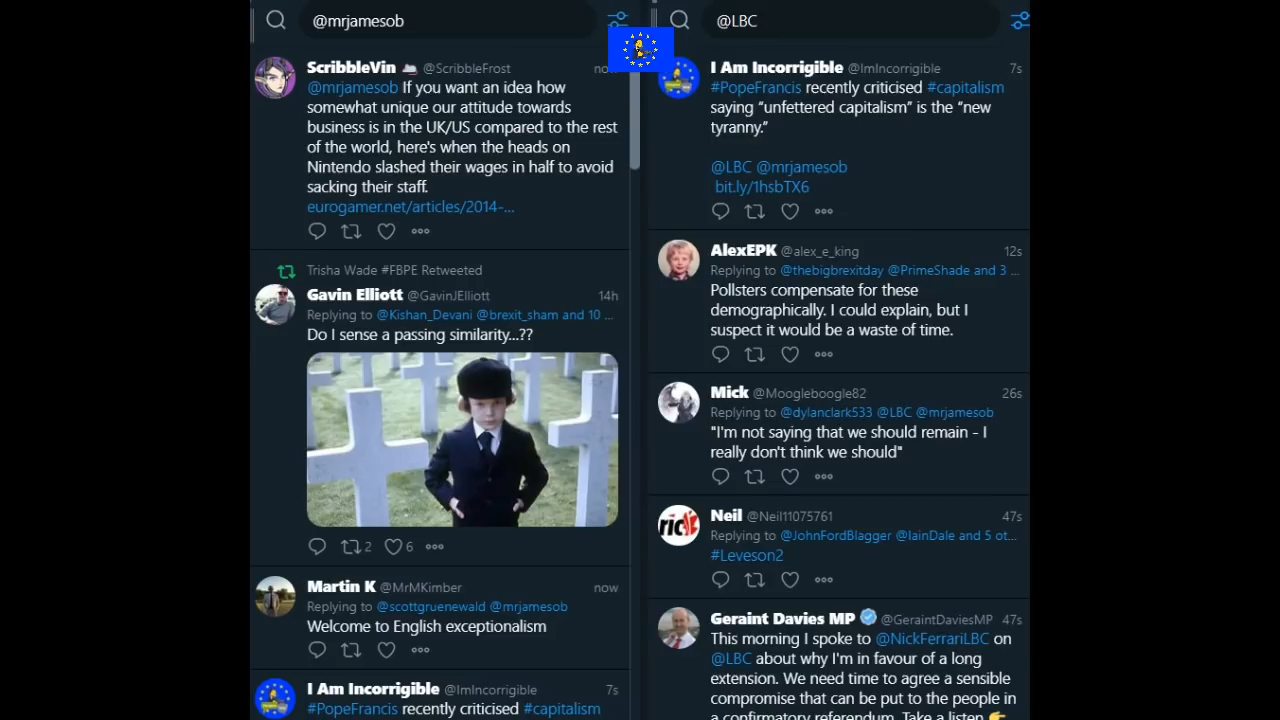 @mrjamesob
ScribbleVin @ScribbleFrost now
@mrjamesob If you want an idea how
somewhat unique our attitude towards
business is in the UK/US compared to the rest
of the world, here's when the heads on
Nintendo slashed their wages in half to avoid
sacking their staff.
eurogamer.net/articles/2014-...
Trisha Wade #FBPE Retweeted
Gavin Elliott @GavinJElliott 14h
Replying to @Kishan_Devani @brexit_sham and 10 ...
Do I sense a passing similarity...??
2 6
Martin K @MrMKimber now
Replying to @scottgruenewald @mrjamesob
Welcome to English exceptionalism
I Am Incorrigible @ImIncorrigible 7s
#PopeFrancis recently criticised #capitalism
@LBC
I Am Incorrigible @ImIncorrigible 7s
#PopeFrancis recently criticised #capitalism
saying “unfettered capitalism” is the “new
tyranny.”
@LBC @mrjamesob
bit.ly/1hsbTX6
AlexEPK @alex_e_king 12s
Replying to @thebigbrexitday @PrimeShade and 3 ...
Pollsters compensate for these
demographically. I could explain, but I
suspect it would be a waste of time.
Mick @Moogleboogle82 26s
Replying to @dylanclark533 @LBC @mrjamesob
"I'm not saying that we should remain - I
really don't think we should"
Neil @Neil11075761 47s
Replying to @JohnFordBlagger @IainDale and 5 ot...
#Leveson2
Geraint Davies MP @GeraintDaviesMP 47s
This morning I spoke to @NickFerrariLBC on
@LBC about why I'm in favour of a long
extension. We need time to agree a sensible
compromise that can be put to the people in
a confirmatory referendum. Take a listen